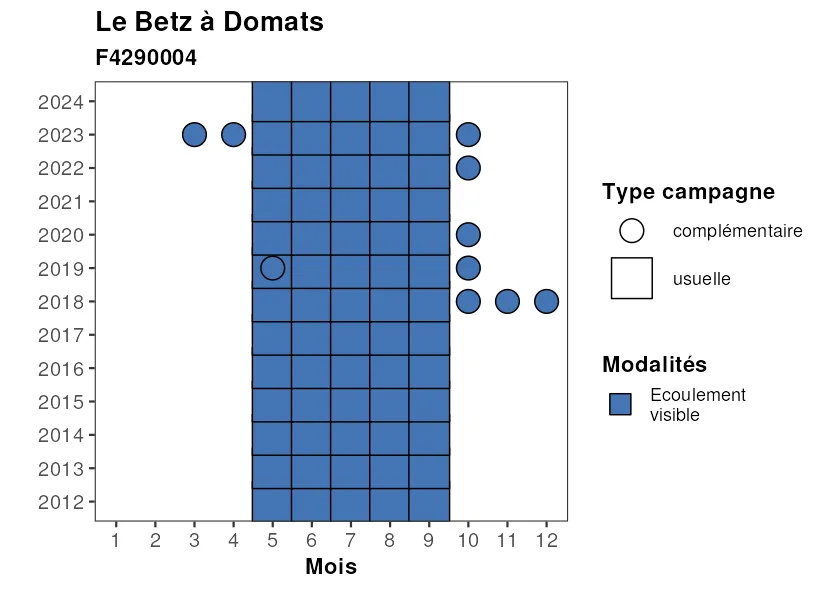 Le Betz à Domats
F4290004
2024
2023
2022
2021
2020
2019
2018
2017
2016
2015
2014
2013
2012
1 2 3 4 5 6 7 8 9 10 11 12
Mois
Type campagne
complémentaire
usuelle
Modalités
Ecoulement
visible